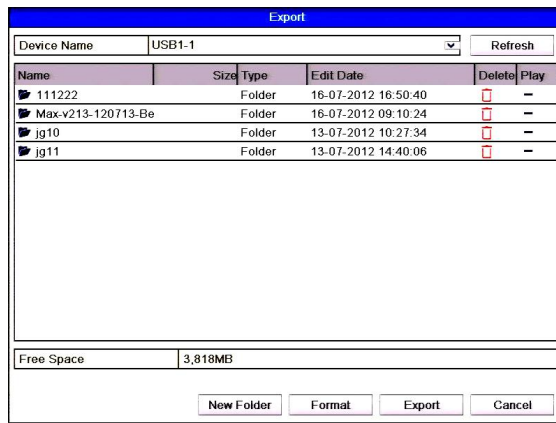 Export
Device Name USB1-1 Refresh
Name Size Type Edit Date Delete Play
111222 Folder 16-07-2012 16:50:40
Max-v213-120713-Be Folder 16-07-2012 09:10:24
jg10 Folder 13-07-2012 10:27:34
jg11 Folder 13-07-2012 14:40:06
Free Space 3,818MB
New Folder Format Export Cancel